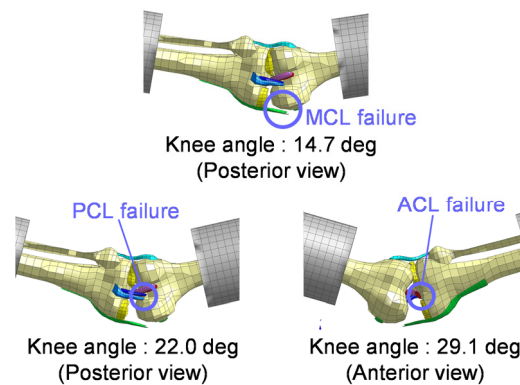 MCL failure
Knee angle : 14.7 deg
(Posterior view)
PCL failure
Knee angle : 22.0 deg
(Posterior view)
ACL failure
Knee angle : 29.1 deg
(Anterior view)